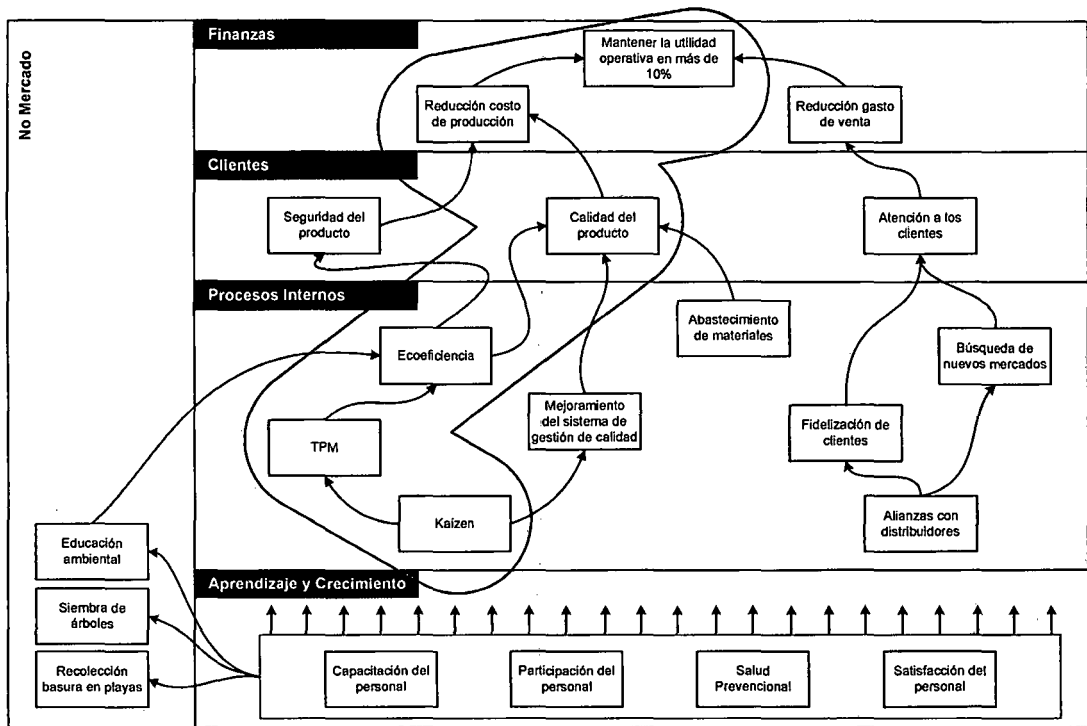 No Mercado
Finanzas
Mantener la utilidad
operativa en más de
10%
Reducción costo
de producción
Reducción gasto
de venta
Clientes
Seguridad del
producto
Calidad del
producto
Atención a los
clientes
Procesos Internos
Abastecimiento
de materiales
Ecoeficiencia
Búsqueda de
nuevos mercados
Mejoramiento
del sistema de
gestión de calidad
Fidelización de
clientes
TPM
Kaizen
Alianzas con
distribuidores
Educación
ambiental
Siembra de
árboles
Recolección
basura en playas
Aprendizaje y Crecimiento
Capacitación del
personal
Participación del
personal
Salud
Prevencional
Satisfacción del
personal